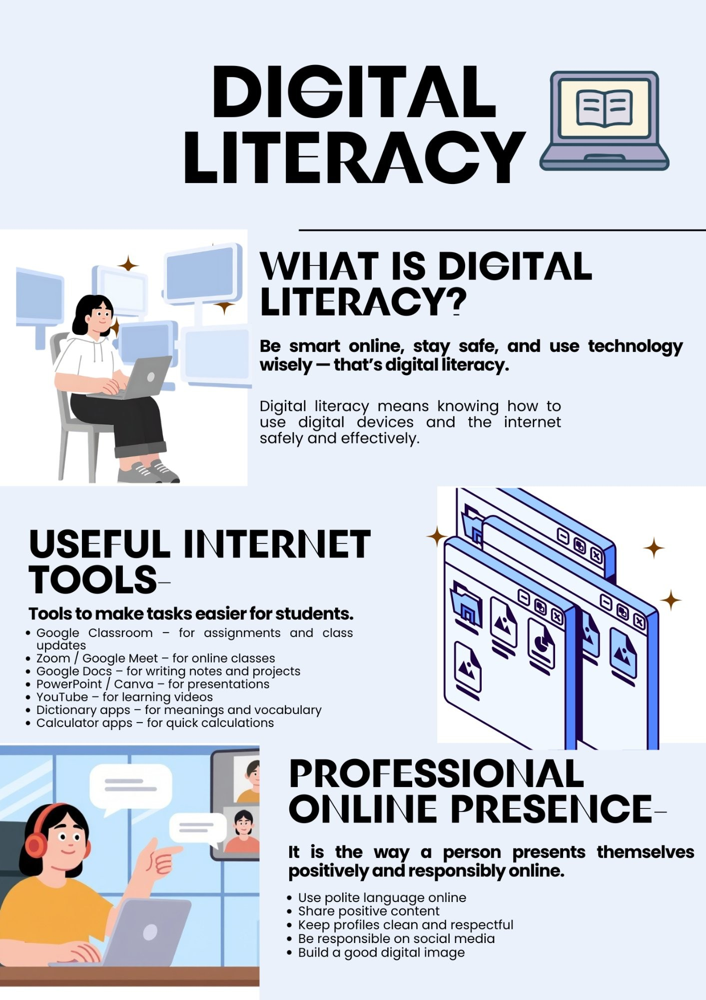 DIGITAL
LITERACY
WHAT IS DIGITAL
LITERACY?
Be smart online, stay safe, and use technology
wisely — that’s digital literacy.
Digital literacy means knowing how to
use digital devices and the internet
safely and effectively.
USEFUL INTERNET
TOOLS-
Tools to make tasks easier for students.
• Google Classroom – for assignments and class
updates
• Zoom / Google Meet – for online classes
• Google Docs – for writing notes and projects
• PowerPoint / Canva – for presentations
• YouTube – for learning videos
• Dictionary apps – for meanings and vocabulary
• Calculator apps – for quick calculations
PROFESSIONAL
ONLINE PRESENCE-
It is the way a person presents themselves
positively and responsibly online.
• Use polite language online
• Share positive content
• Keep profiles clean and respectful
• Be responsible on social media
• Build a good digital image